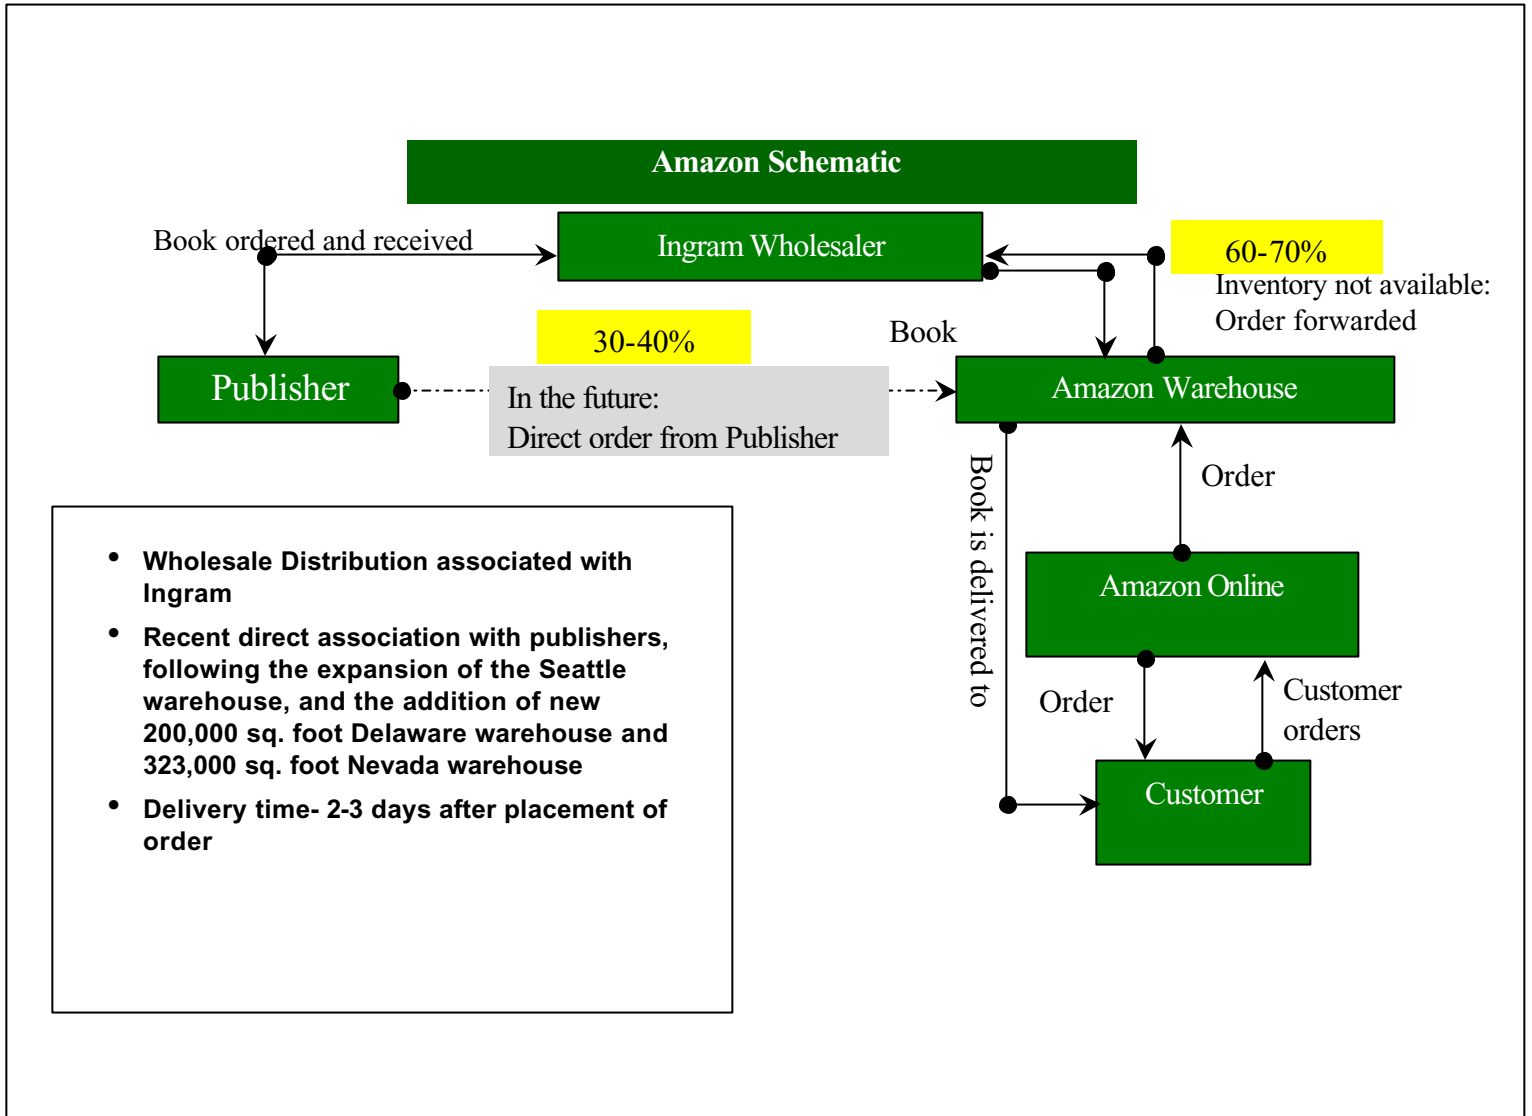 Amazon Schematic
Book ordered and received
Ingram Wholesaler
60-70%
Inventory not available:
Order forwarded
30-40%
Book
Publisher
In the future:
Direct order from Publisher
Amazon Warehouse
Book is delivered to
Order
• Wholesale Distribution associated with
Ingram
• Recent direct association with publishers,
following the expansion of the Seattle
warehouse, and the addition of new
200,000 sq. foot Delaware warehouse and
323,000 sq. foot Nevada warehouse
• Delivery time- 2-3 days after placement of
order
Amazon Online
Order
Customer
orders
Customer